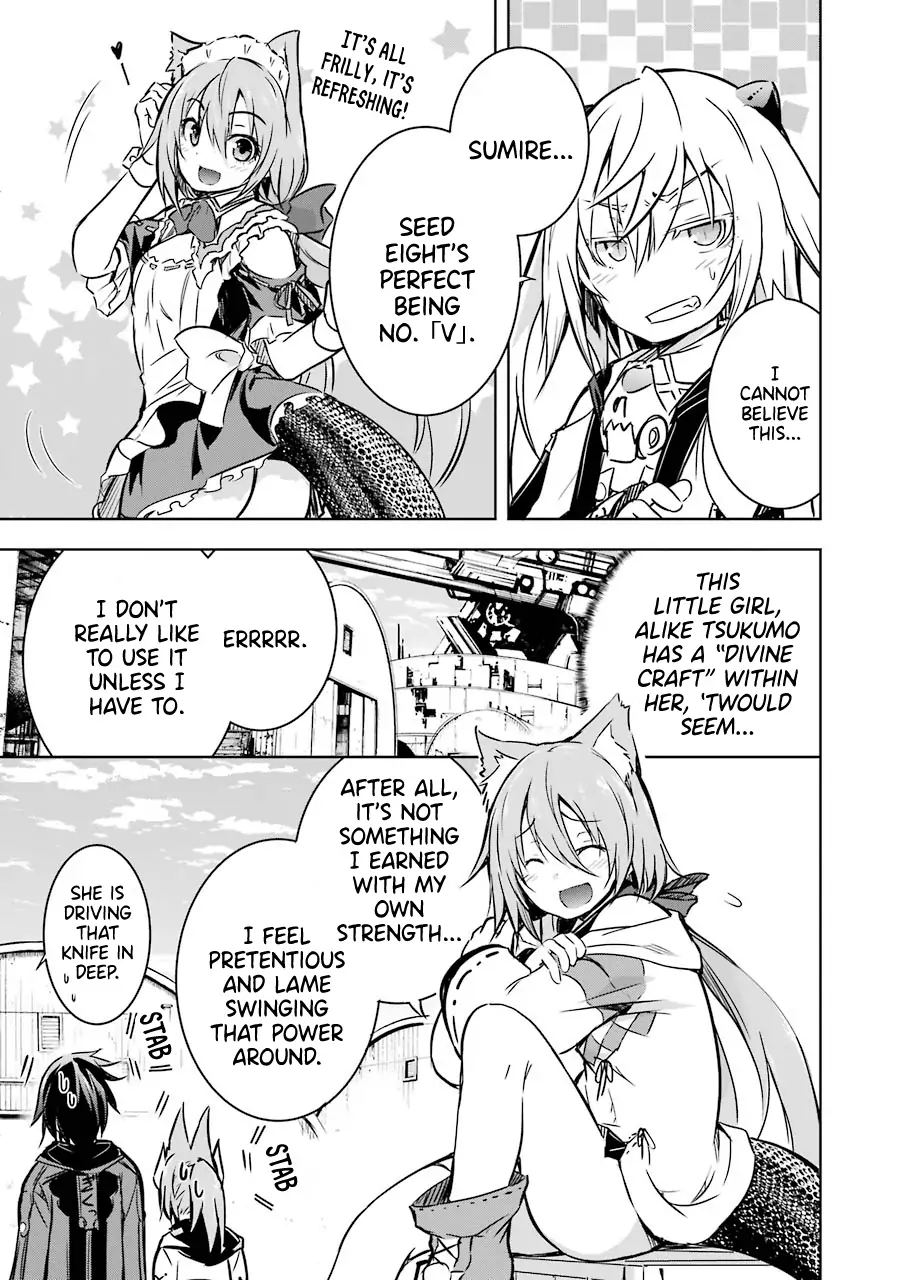 I
CANNOT
BELIEVE
THIS...
SUMIRE...
SEED
EIGHT'S
PERFECT
BEING
NO. 「V」.
IT'S ALL
FRILLY, IT'S
REFRESHING!
THIS
LITTLE GIRL,
ALIKE TSUKUMO
HAS A "DIVINE
CRAFT" WITHIN
HER, 'TWOULD
SEEM...
ERRRRR.
I DON'T
REALLY LIKE
TO USE IT
UNLESS I
HAVE TO.
AFTER ALL,
IT'S NOT
SOMETHING
I EARNED
WITH MY
OWN
STRENGTH...
I FEEL
PRETENTIOUS
AND LAME
SWINGING
THAT POWER
AROUND.
SHE IS
DRIVING
THAT
KNIFE IN
DEEP.
STAB
STAB